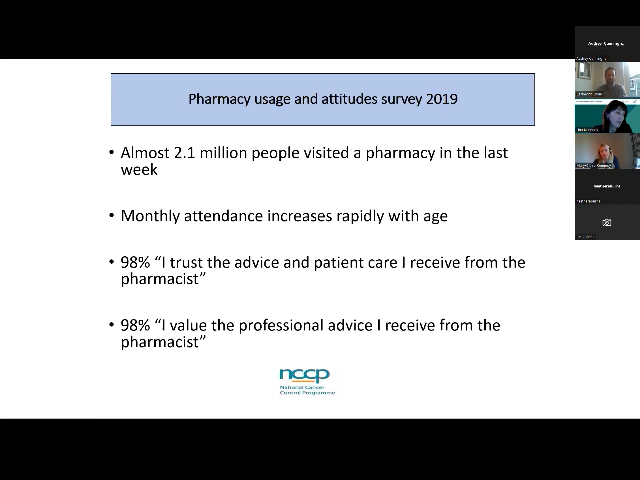 Pharmacy usage and attitudes survey 2019
• Almost 2.1 million people visited a pharmacy in the last
week
• Monthly attendance increases rapidly with age
• 98% “I trust the advice and patient care I receive from the
pharmacist”
• 98% “I value the professional advice I receive from the
pharmacist”
nccp
National Cancer
Control Programme